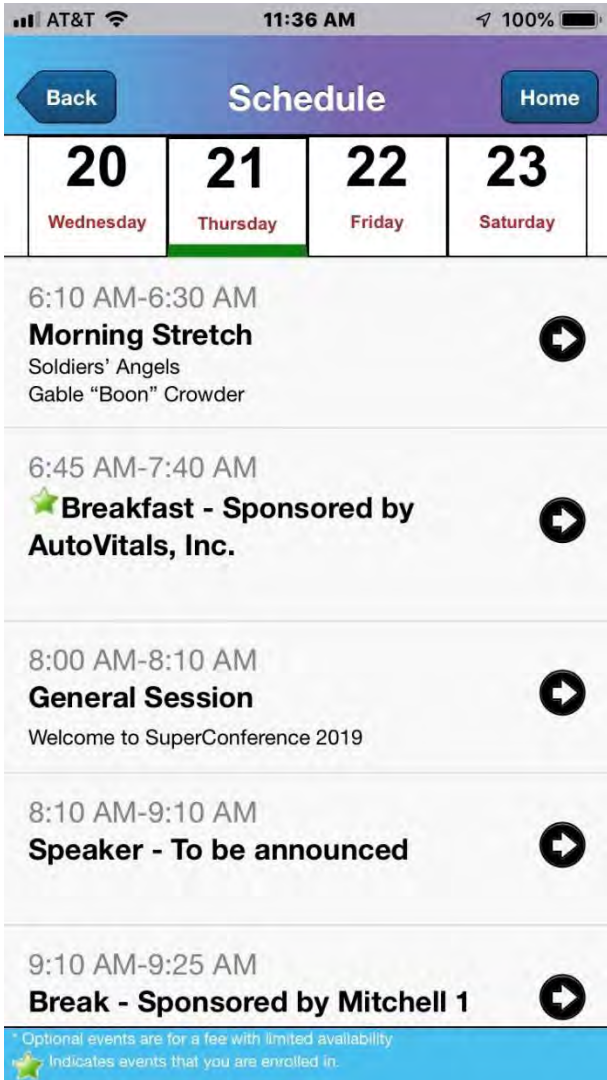 AT&T 11:36 AM 100%
Back Schedule Home
20 21 22 23
Wednesday Thursday Friday Saturday
6:10 AM-6:30 AM
Morning Stretch
Soldiers’ Angels
Gable “Boon” Crowder
6:45 AM-7:40 AM
Breakfast - Sponsored by
AutoVitals, Inc.
8:00 AM-8:10 AM
General Session
Welcome to SuperConference 2019
8:10 AM-9:10 AM
Speaker - To be announced
9:10 AM-9:25 AM
Break - Sponsored by Mitchell 1
* Optional events are for a fee with limited availability
Indicates events that you are enrolled in.